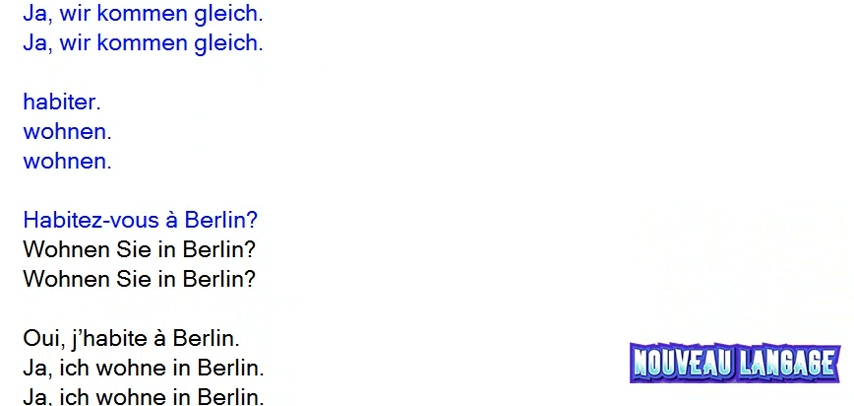 Ja, wir kommen gleich.
Ja, wir kommen gleich.
habiter.
wohnen.
wohnen.
Habitez-vous à Berlin?
Wohnen Sie in Berlin?
Wohnen Sie in Berlin?
Oui, j’habite à Berlin.
Ja, ich wohne in Berlin.
Ja, ich wohne in Berlin.
NOUVEAU LANGAGE